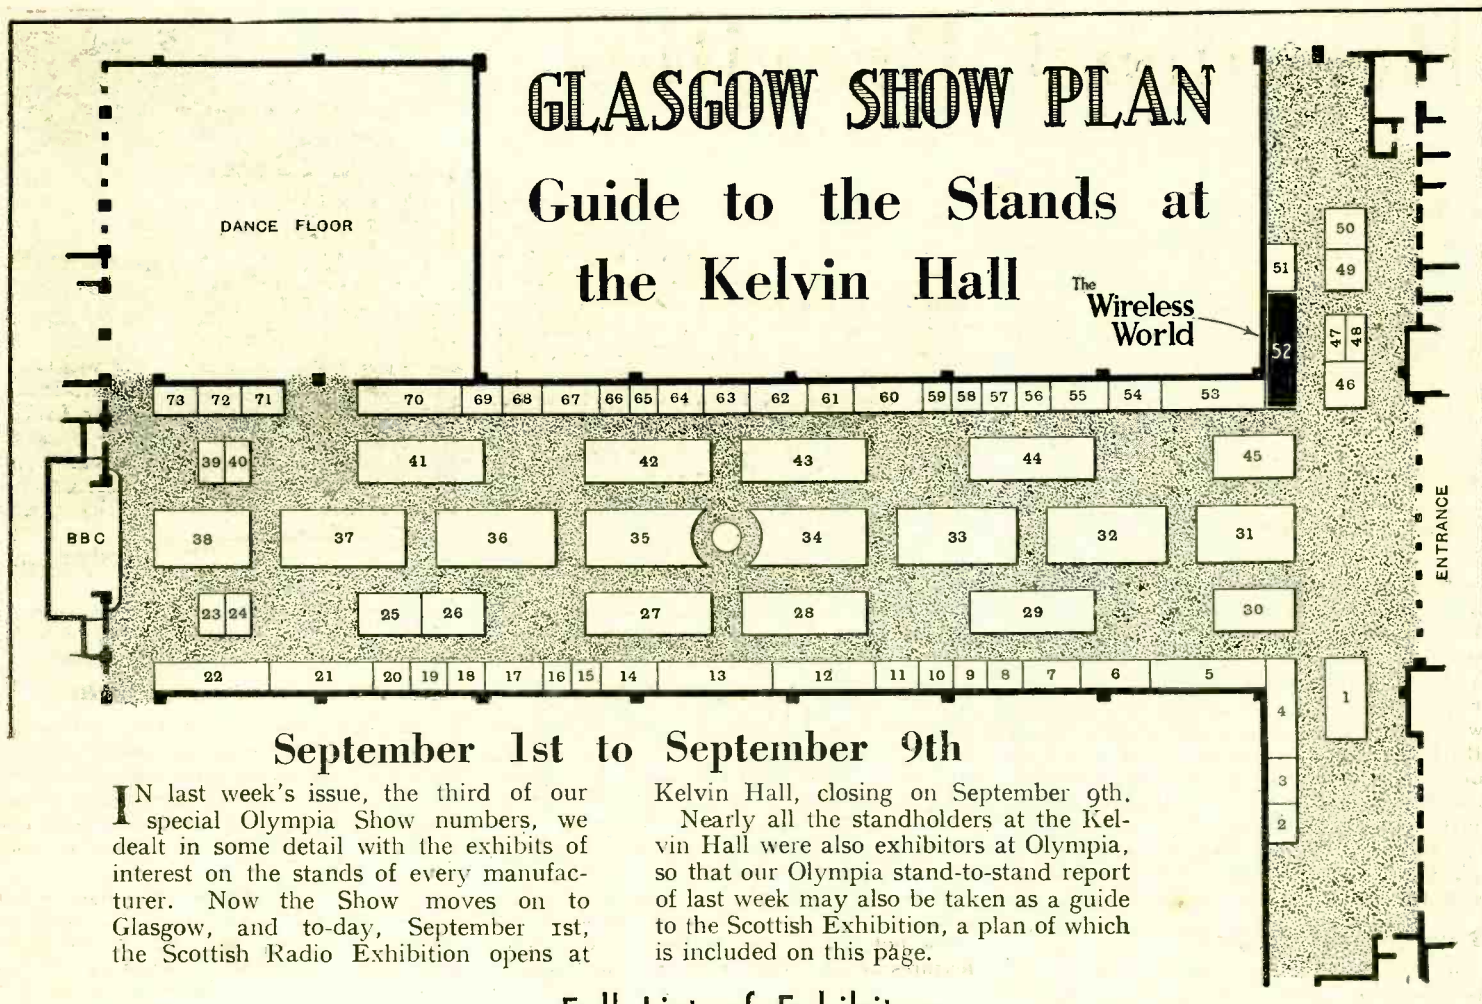 GLASGOW SHOW PLAN
Guide to the Stands at
the Kelvin Hall
The
Wireless
World
DANCE FLOOR
50
51
49
52
47
48
46
73 72 71 70 69 68 67 66 65 64 63 62 61 60 59 58 57 56 55 54 53
39 40 41 42 43 44 45
BBC
38 37 36 35 34 33 32 31
ENTRANCE
23 24 25 26 27 28 29 30
22 21 20 19 18 17 16 15 14 13 12 11 10 9 8 7 6 5
4
1
3
2
September 1st to September 9th
IN last week's issue, the third of our
special Olympia Show numbers, we
dealt in some detail with the exhibits of
interest on the stands of every manufac-
turer. Now the Show moves on to
Glasgow, and to-day, September 1st,
the Scottish Radio Exhibition opens at
Kelvin Hall, closing on September 9th.
Nearly all the standholders at the Kel-
vin Hall were also exhibitors at Olympia,
so that our Olympia stand-to-stand report
of last week may also be taken as a guide
to the Scottish Exhibition, a plan of which
is included on this page.